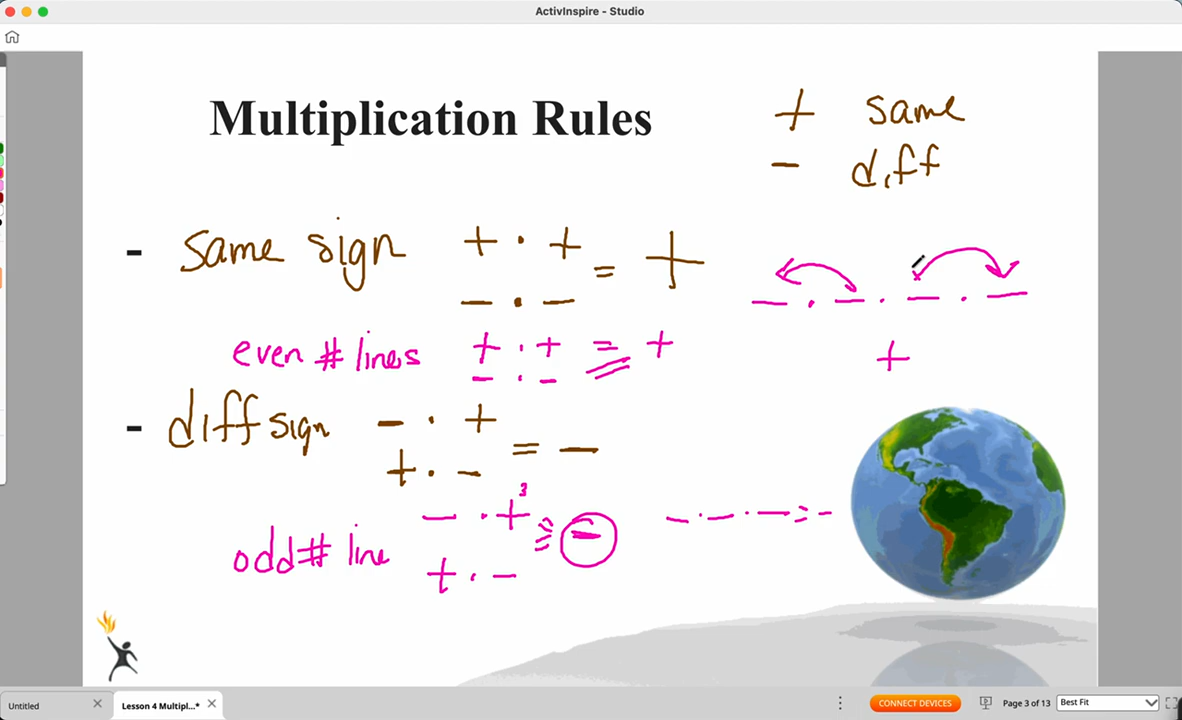 ActivInspire - Studio
Multiplication Rules
+ same
- diff
- same sign + · + = +
- · -
- · - · - · -
even # lines + · + = +
- · -
+
- diff sign - · + = -
+ · -
3
odd # line - · + = -
+ · -
- · - · - = -
Untitled
Lesson 4 Multipl...*
CONNECT DEVICES
Page 3 of 13
Best Fit